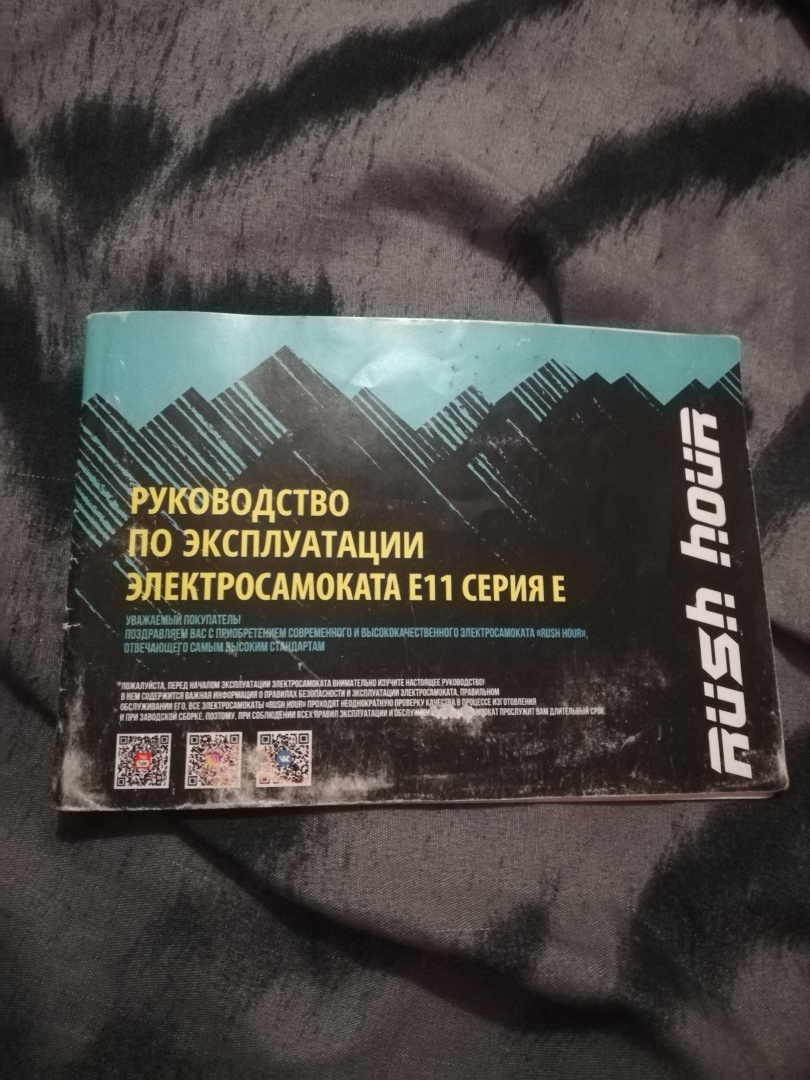 РУКОВОДСТВО
ПО ЭКСПЛУАТАЦИИ
ЭЛЕКТРОСАМОКАТА E11 СЕРИЯ E
УВАЖАЕМЫЙ ПОКУПАТЕЛЬ!
ПОЗДРАВЛЯЕМ ВАС С ПРИОБРЕТЕНИЕМ СОВРЕМЕННОГО И ВЫСОКОКАЧЕСТВЕННОГО ЭЛЕКТРОСАМОКАТА «RUSH HOUR»,
ОТВЕЧАЮЩЕГО САМЫМ ВЫСОКИМ СТАНДАРТАМ
*ПОЖАЛУЙСТА, ПЕРЕД НАЧАЛОМ ЭКСПЛУАТАЦИИ ЭЛЕКТРОСАМОКАТА ВНИМАТЕЛЬНО ИЗУЧИТЕ НАСТОЯЩЕЕ РУКОВОДСТВО!
В НЕМ СОДЕРЖИТСЯ ВАЖНАЯ ИНФОРМАЦИЯ О ПРАВИЛАХ БЕЗОПАСНОСТИ И ЭКСПЛУАТАЦИИ ЭЛЕКТРОСАМОКАТА, ПРАВИЛЬНОМ
ОБСЛУЖИВАНИИ ЕГО. ВСЕ ЭЛЕКТРОСАМОКАТЫ «RUSH HOUR» ПРОХОДЯТ НЕОДНОКРАТНУЮ ПРОВЕРКУ КАЧЕСТВА В ПРОЦЕССЕ ИЗГОТОВЛЕНИЯ
И ПРИ ЗАВОДСКОЙ СБОРКЕ. ПОЭТОМУ, ПРИ СОБЛЮДЕНИИ ВСЕХ ПРАВИЛ ЭКСПЛУАТАЦИИ И ПРОСЛУЖИТ ВАМ ДЛИТЕЛЬНЫЙ СРОК.
RUSH HOUR